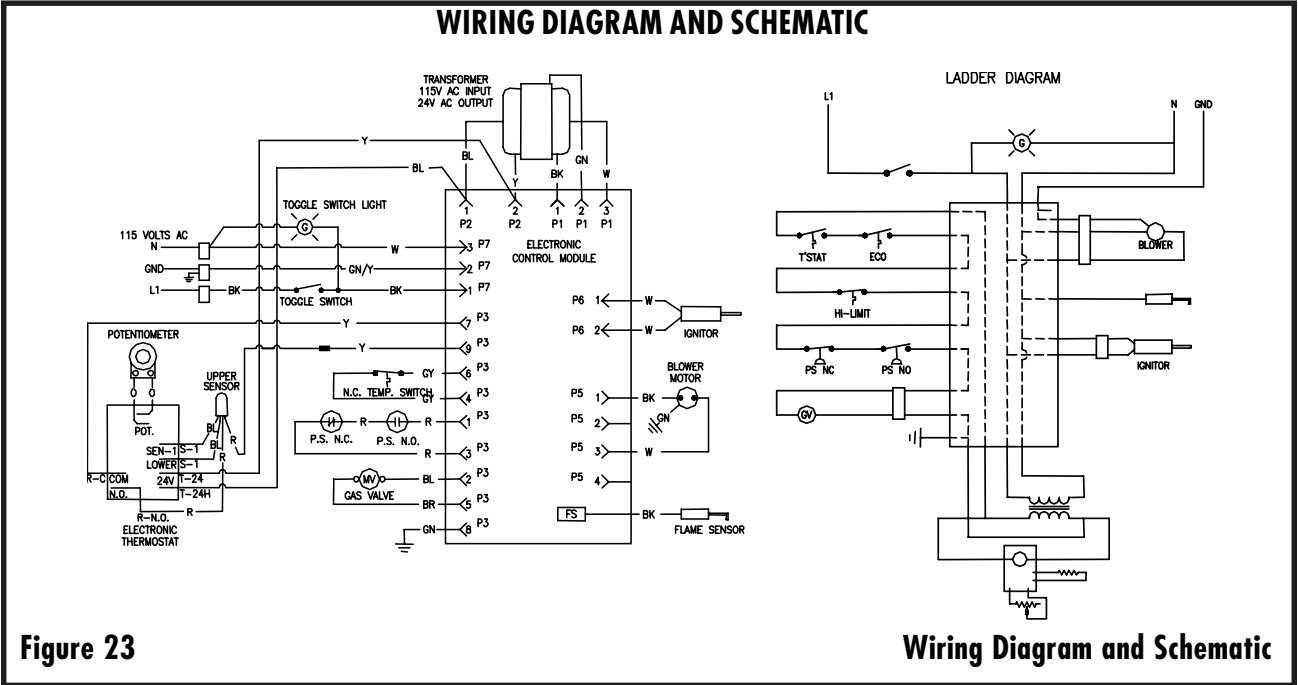 WIRING DIAGRAM AND SCHEMATIC
TRANSFORMER
115V AC INPUT
24V AC OUTPUT
Y
BL
BL
Y
BK
GN
W
1 2 1 2 3
P2 P2 P1 P1 P1
ELECTRONIC
CONTROL MODULE
TOGGLE SWITCH LIGHT
G
115 VOLTS AC
N
W
3 P7
GND
GN/Y
2 P7
L1
BK
TOGGLE SWITCH
BK
1 P7
Y
7 P3
Y
9 P3
GY
6 P3
N.C. TEMP. SWITCH
GY
4 P3
P.S. N.C.
P.S. N.O.
R
R
1 P3
R
3 P3
MV
GAS VALVE
BL
2 P3
BR
5 P3
GN
8 P3
POTENTIOMETER
O O
POT.
UPPER
SENSOR
BL
BL
R
R
SEN-1 S-1
LOWER S-1
R-C COM
24V T-24
N.O.
T-24H
R-N.O.
R
ELECTRONIC
THERMOSTAT
P6 1
W
P6 2
W
IGNITOR
BLOWER
MOTOR
P5 1
BK
GN
P5 2
P5 3
W
P5 4
FS
BK
FLAME SENSOR
LADDER DIAGRAM
L1
N
GND
G
T'STAT
ECO
BLOWER
HI-LIMIT
PS NC
PS NO
IGNITOR
GV
Figure 23
Wiring Diagram and Schematic